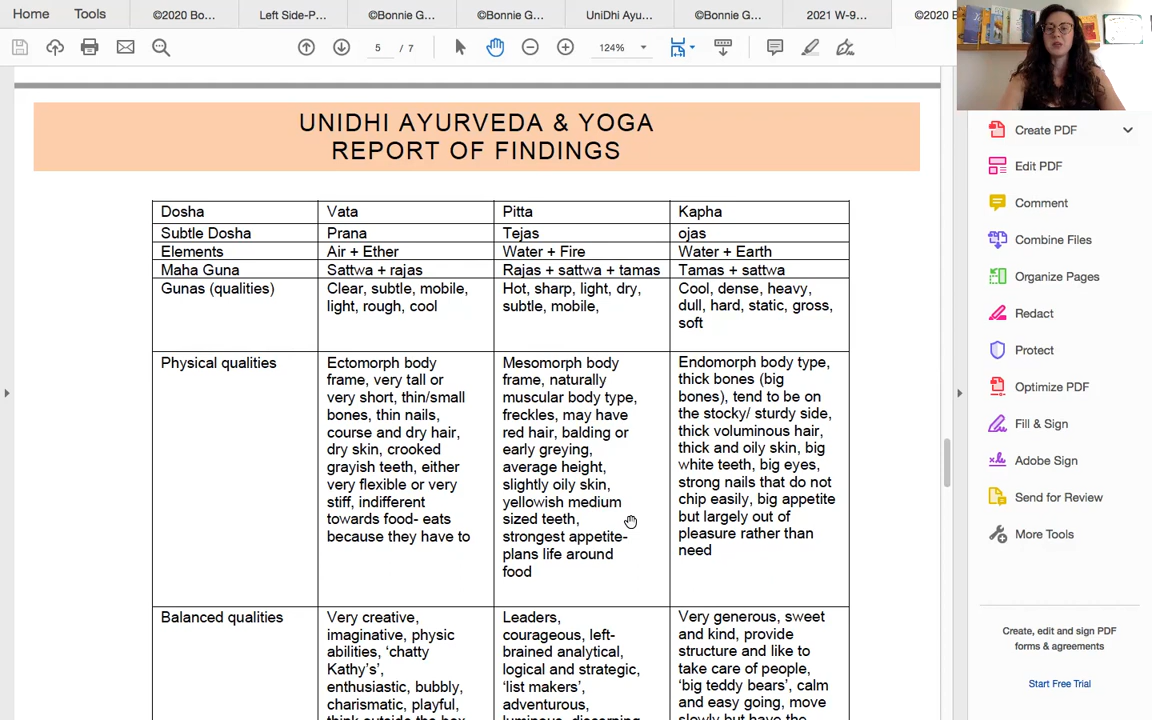 Home Tools ©2020 Bo... Left Side-P... ©Bonnie G... ©Bonnie G... UniDhi Ayu... ©Bonnie G... 2021 W-9... ©2020 B
5 / 7 124%
UNIDHI AYURVEDA & YOGA
REPORT OF FINDINGS
Dosha Vata Pitta Kapha
Subtle Dosha Prana Tejas ojas
Elements Air + Ether Water + Fire Water + Earth
Maha Guna Sattwa + rajas Rajas + sattwa + tamas Tamas + sattwa
Gunas (qualities)
Clear, subtle, mobile,
light, rough, cool
Hot, sharp, light, dry,
subtle, mobile,
Cool, dense, heavy,
dull, hard, static, gross,
soft
Physical qualities
Ectomorph body
frame, very tall or
very short, thin/small
bones, thin nails,
course and dry hair,
dry skin, crooked
grayish teeth, either
very flexible or very
stiff, indifferent
towards food- eats
because they have to
Mesomorph body
frame, naturally
muscular body type,
freckles, may have
red hair, balding or
early greying,
average height,
slightly oily skin,
yellowish medium
sized teeth,
strongest appetite-
plans life around
food
Endomorph body type,
thick bones (big
bones), tend to be on
the stocky/ sturdy side,
thick voluminous hair,
thick and oily skin, big
white teeth, big eyes,
strong nails that do not
chip easily, big appetite
but largely out of
pleasure rather than
need
Balanced qualities
Very creative,
imaginative, physic
abilities, ‘chatty
Kathy’s’,
enthusiastic, bubbly,
charismatic, playful,
think outside the box
Leaders,
courageous, left-
brained analytical,
logical and strategic,
‘list makers’,
adventurous,
luminous, discerning
Very generous, sweet
and kind, provide
structure and like to
take care of people,
‘big teddy bears’, calm
and easy going, move
slowly but have the
Create PDF
Edit PDF
Comment
Combine Files
Organize Pages
Redact
Protect
Optimize PDF
Fill & Sign
Adobe Sign
Send for Review
More Tools
Create, edit and sign PDF
forms & agreements
Start Free Trial